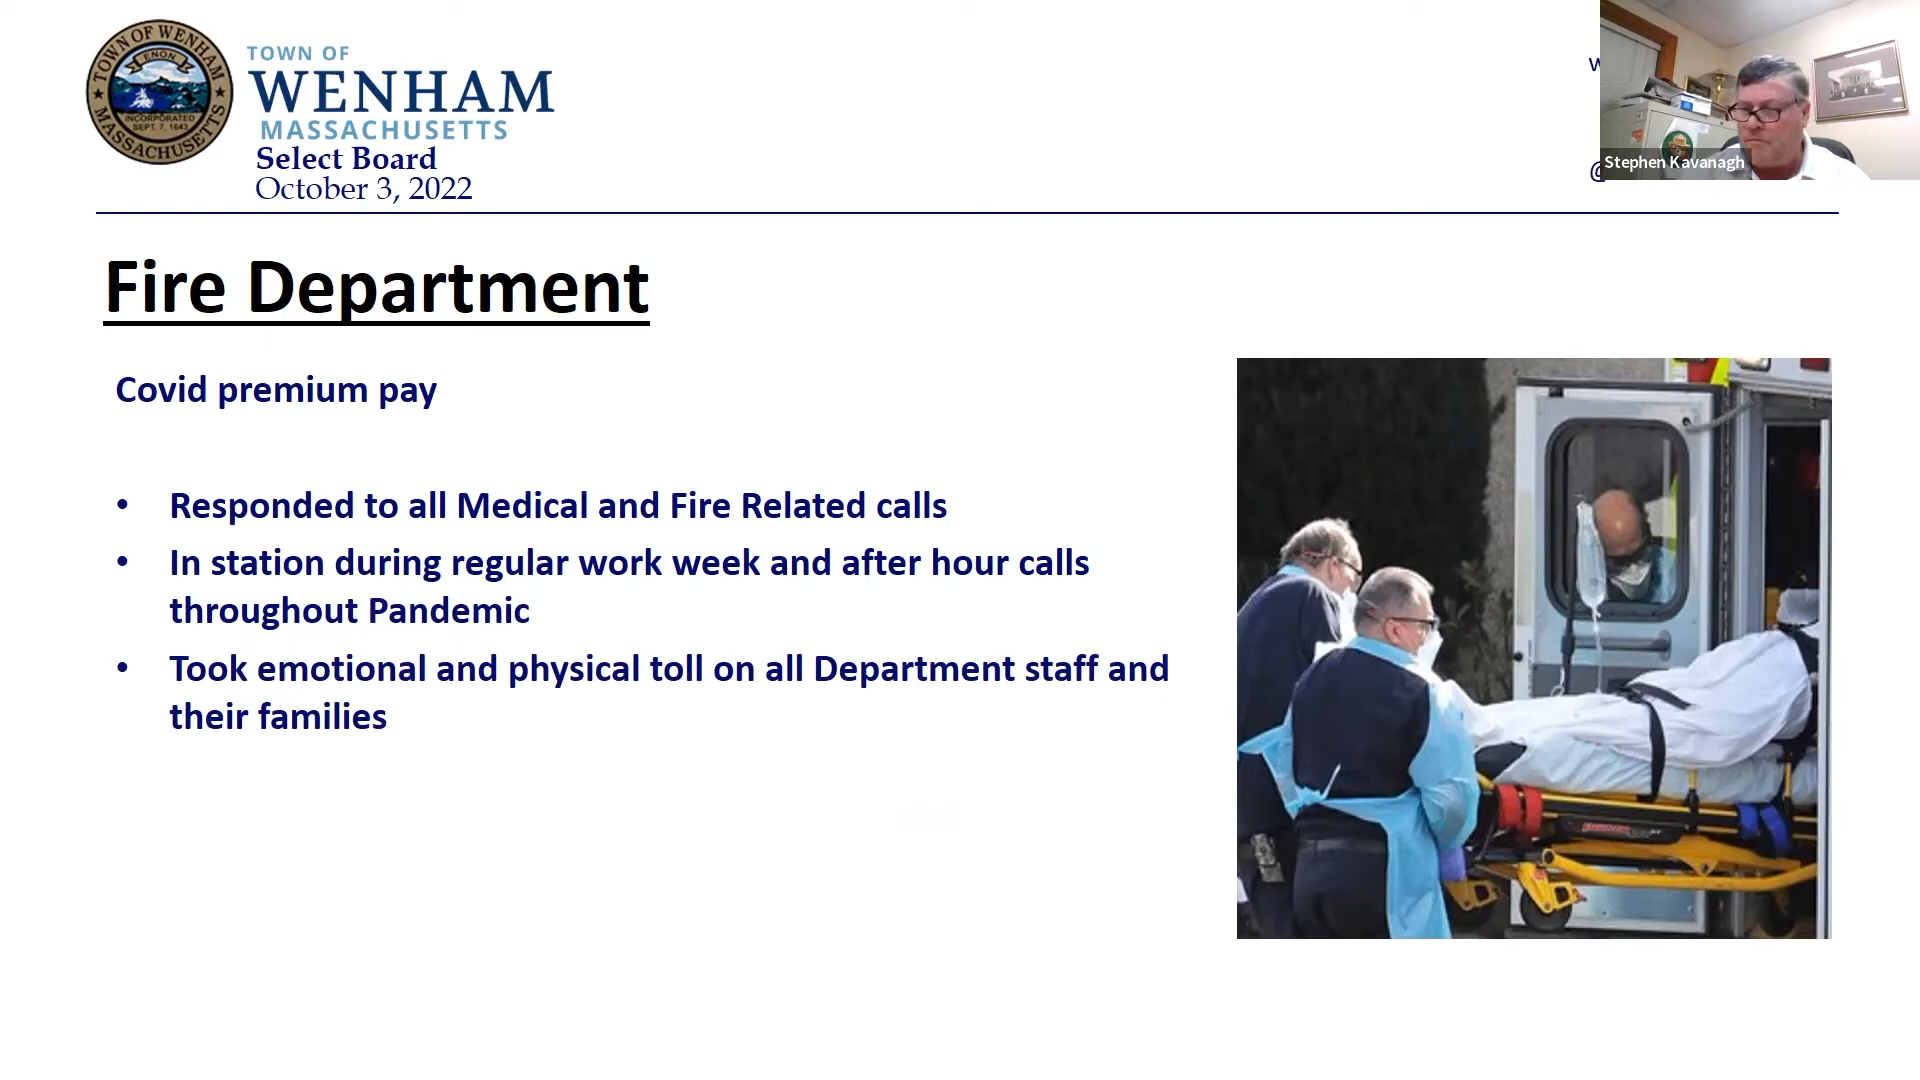 TOWN OF WENHAM
ENON
INCORPORATED
SEPT. 7, 1643
MASSACHUSETTS
TOWN OF
WENHAM
MASSACHUSETTS
Select Board
October 3, 2022
Stephen Kavanagh
Fire Department
Covid premium pay
• Responded to all Medical and Fire Related calls
• In station during regular work week and after hour calls
throughout Pandemic
• Took emotional and physical toll on all Department staff and
their families